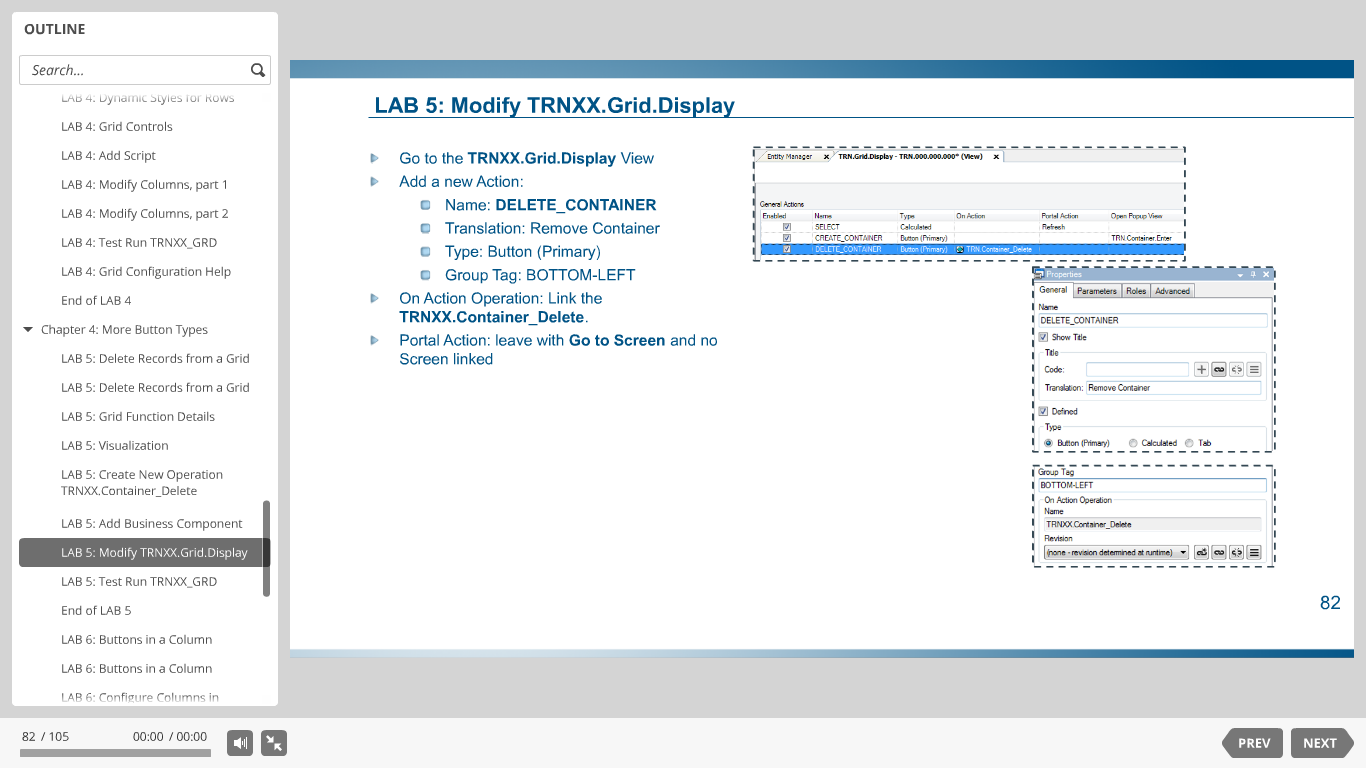 OUTLINE
Search...
LAB 4: Dynamic Styles for Rows
LAB 4: Grid Controls
LAB 4: Add Script
LAB 4: Modify Columns, part 1
LAB 4: Modify Columns, part 2
LAB 4: Test Run TRNXX_GRD
LAB 4: Grid Configuration Help
End of LAB 4
Chapter 4: More Button Types
LAB 5: Delete Records from a Grid
LAB 5: Delete Records from a Grid
LAB 5: Grid Function Details
LAB 5: Visualization
LAB 5: Create New Operation
TRNXX.Container_Delete
LAB 5: Add Business Component
LAB 5: Modify TRNXX.Grid.Display
LAB 5: Test Run TRNXX_GRD
End of LAB 5
LAB 6: Buttons in a Column
LAB 6: Buttons in a Column
LAB 6: Configure Columns in
LAB 5: Modify TRNXX.Grid.Display
Go to the TRNXX.Grid.Display View
Add a new Action:
Name: DELETE_CONTAINER
Translation: Remove Container
Type: Button (Primary)
Group Tag: BOTTOM-LEFT
On Action Operation: Link the
TRNXX.Container_Delete.
Portal Action: leave with Go to Screen and no
Screen linked
Entity Manager x TRN.Grid.Display - TRN.000.000.000* (View) x
General Actions
Enabled Name Type On Action Portal Action Open Popup View
SELECT Calculated Refresh
CREATE_CONTAINER Button (Primary) TRN.Container.Enter
DELETE_CONTAINER Button (Primary) TRN.Container_Delete
Properties
General Parameters Roles Advanced
Name
DELETE_CONTAINER
Show Title
Title
Code:
Translation: Remove Container
Defined
Type
Button (Primary) Calculated Tab
Group Tag
BOTTOM-LEFT
On Action Operation
Name
TRNXX.Container_Delete
Revision
(none - revision determined at runtime)
82
82 / 105 00:00 / 00:00
PREV NEXT